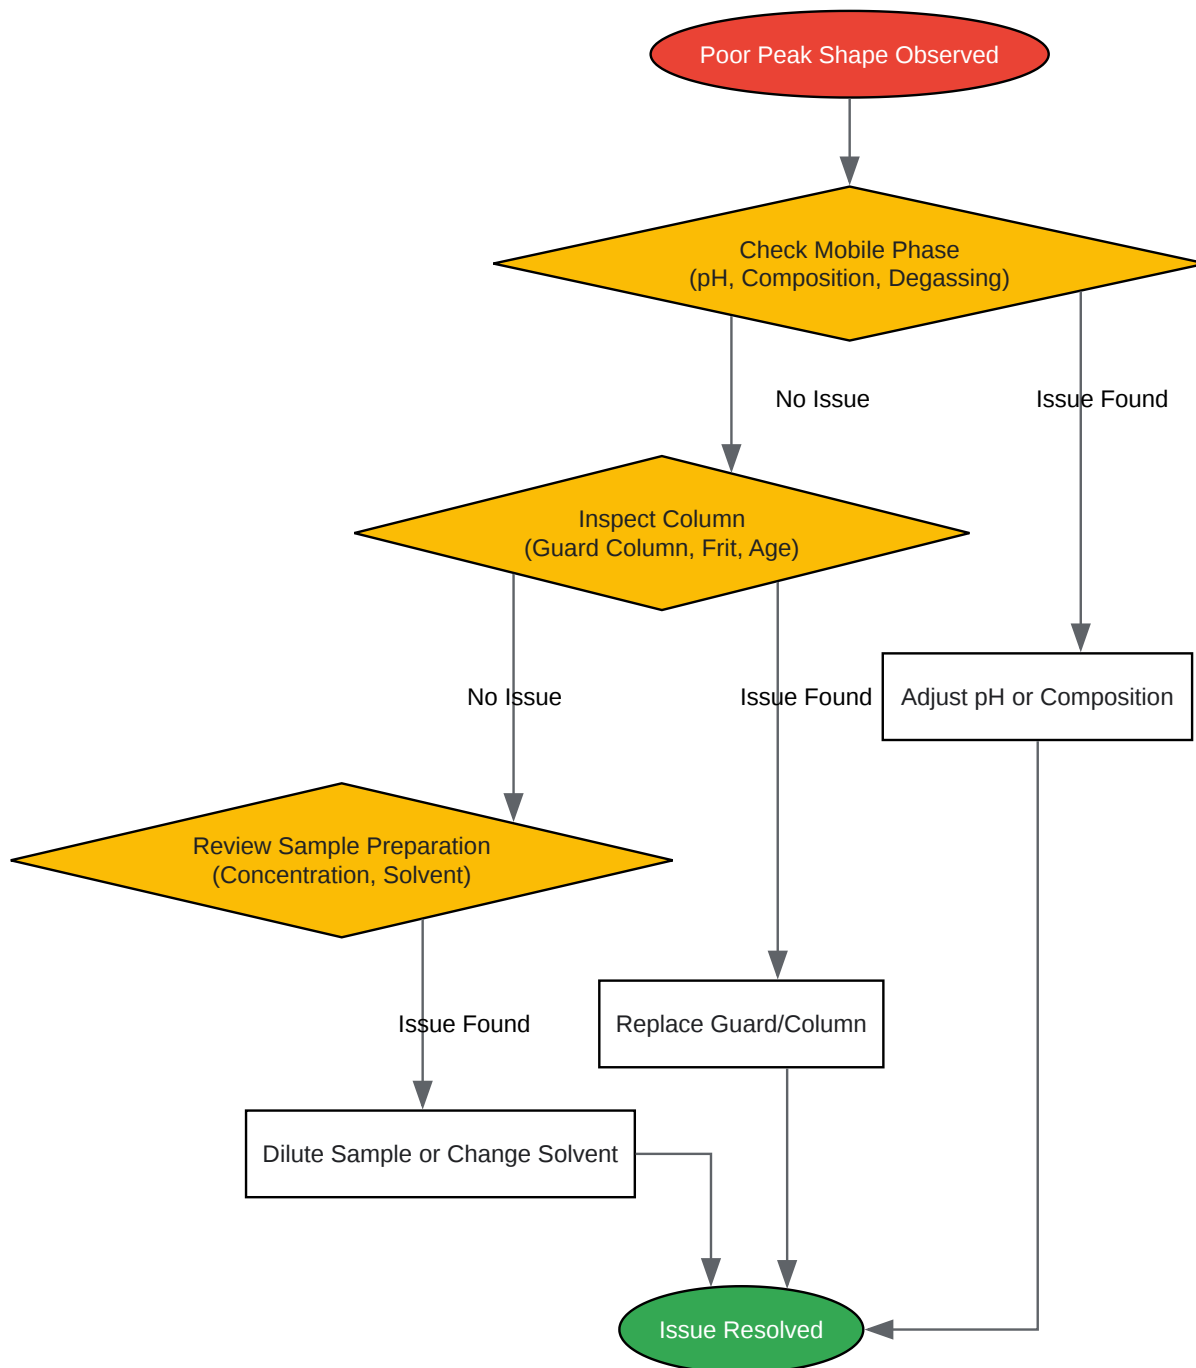 Poor Peak Shape Observed
Check Mobile Phase
(pH, Composition, Degassing)
No Issue
Issue Found
Inspect Column
(Guard Column, Frit, Age)
No Issue
Issue Found
Adjust pH or Composition
Review Sample Preparation
(Concentration, Solvent)
Issue Found
Replace Guard/Column
Dilute Sample or Change Solvent
Issue Resolved